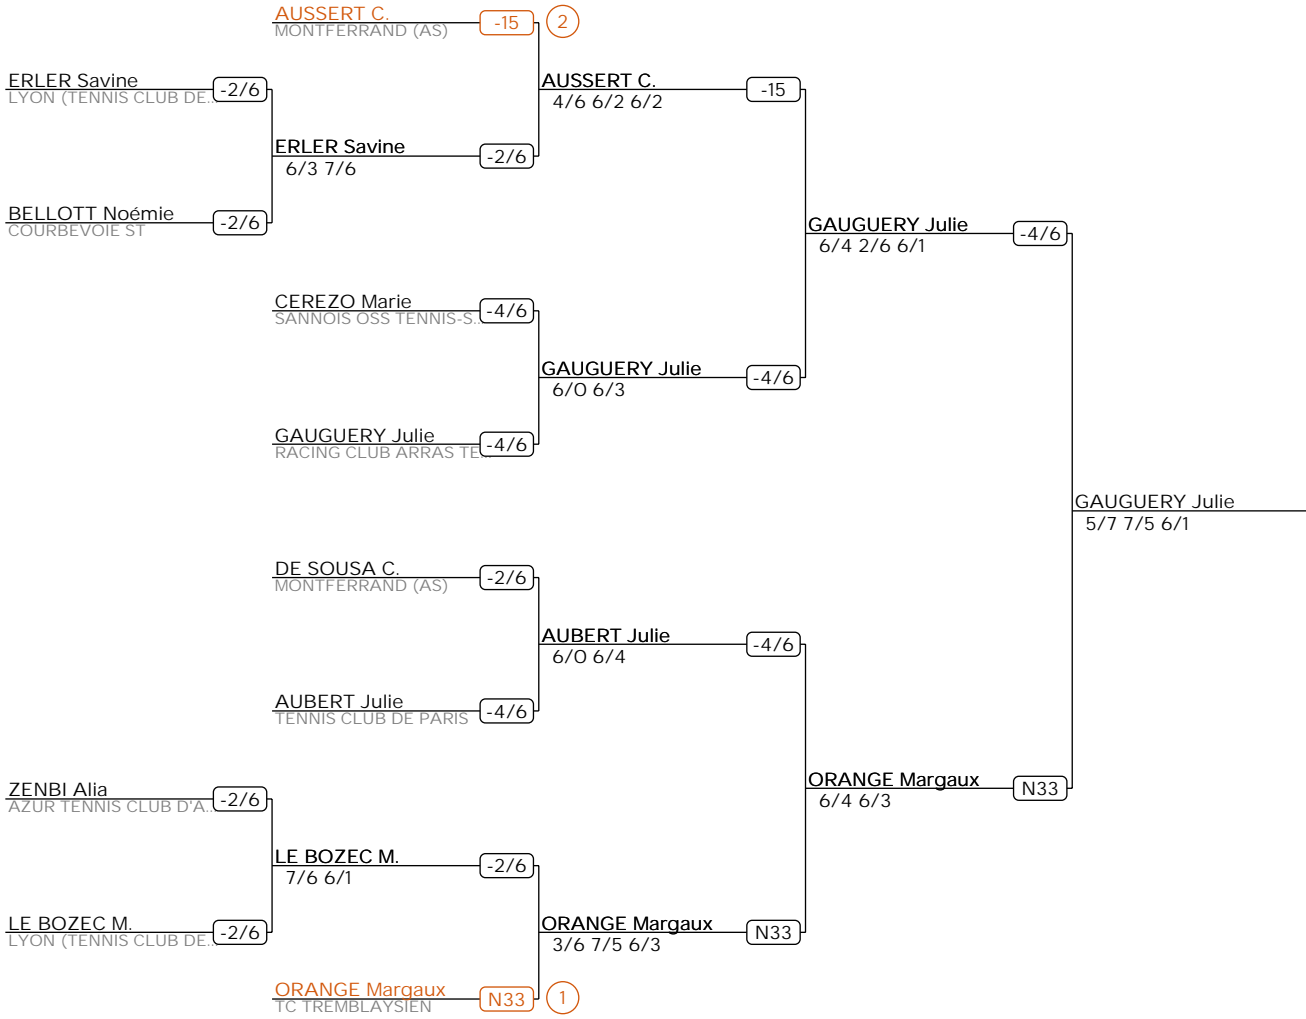 AUSSERT C.
MONTFERRAND (AS)
-15
2
ERLER Savine
LYON (TENNIS CLUB DE...
-2/6
AUSSERT C.
4/6 6/2 6/2
-15
ERLER Savine
6/3 7/6
-2/6
BELLOTT Noémie
COURBEVOIE ST
-2/6
GAUGUERY Julie
6/4 2/6 6/1
-4/6
CEREZO Marie
SANNOIS OSS TENNIS-S...
-4/6
GAUGUERY Julie
6/0 6/3
-4/6
GAUGUERY Julie
RACING CLUB ARRAS TE...
-4/6
GAUGUERY Julie
5/7 7/5 6/1
DE SOUSA C.
MONTFERRAND (AS)
-2/6
AUBERT Julie
6/0 6/4
-4/6
AUBERT Julie
TENNIS CLUB DE PARIS
-4/6
ORANGE Margaux
6/4 6/3
N33
ZENBI Alia
AZUR TENNIS CLUB D'A...
-2/6
LE BOZEC M.
7/6 6/1
-2/6
LE BOZEC M.
LYON (TENNIS CLUB DE...
-2/6
ORANGE Margaux
3/6 7/5 6/3
N33
ORANGE Margaux
TC TREMBLAYSIEN
N33
1